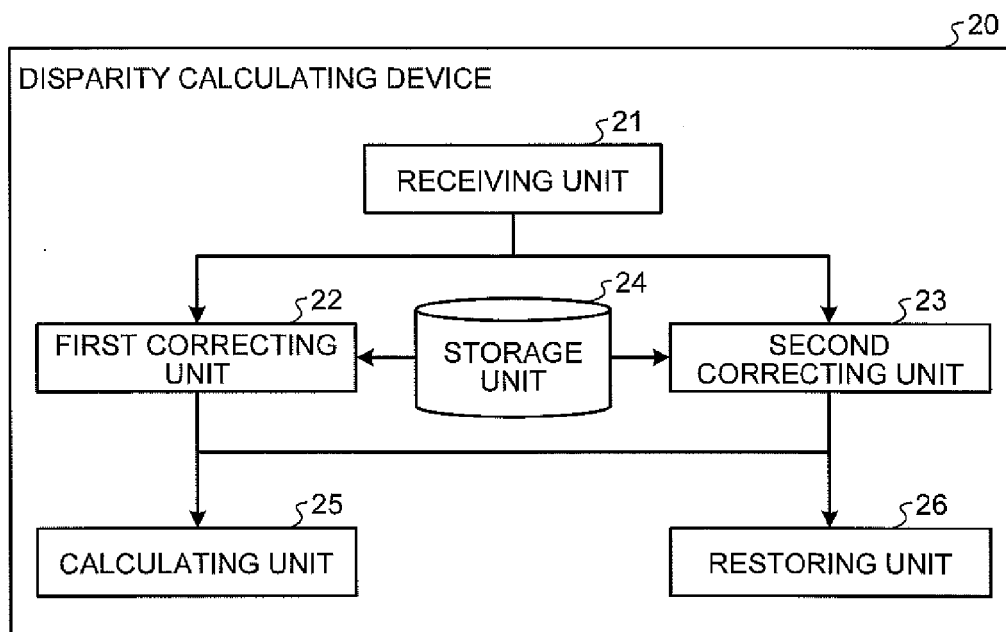 20
DISPARITY CALCULATING DEVICE
21
RECEIVING UNIT
22
FIRST CORRECTING
UNIT
24
STORAGE
UNIT
23
SECOND
CORRECTING UNIT
25
CALCULATING UNIT
26
RESTORING UNIT